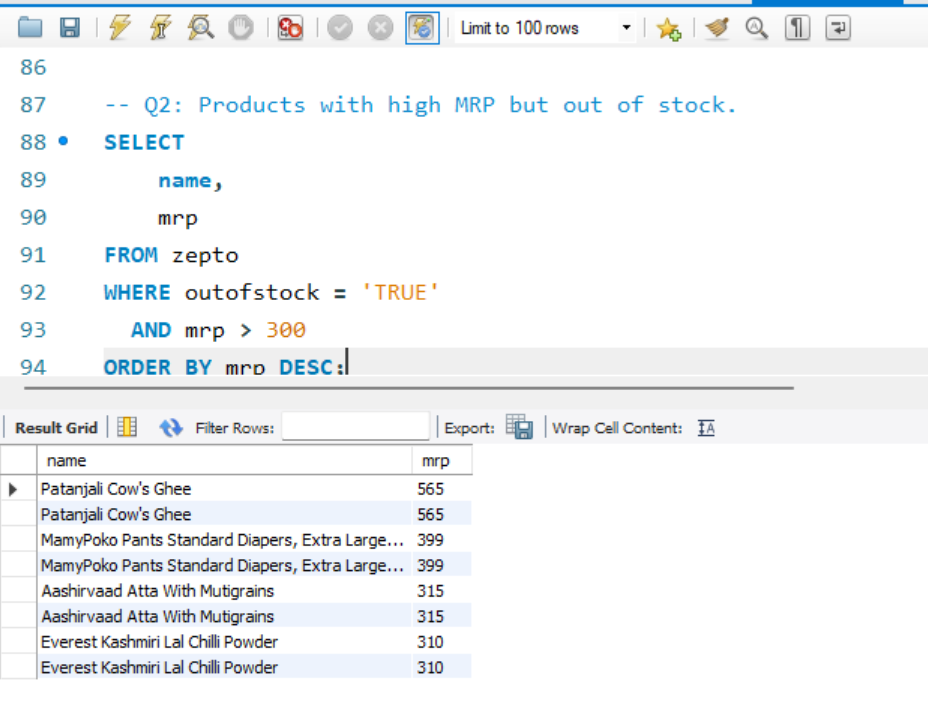 Limit to 100 rows
86
87 -- Q2: Products with high MRP but out of stock.
88 SELECT
89 name,
90 mrp
91 FROM zepto
92 WHERE outofstock = 'TRUE'
93 AND mrp > 300
94 ORDER BY mrp DESC;
Result Grid Filter Rows: Export: Wrap Cell Content: IA
name mrp
Patanjali Cow's Ghee 565
Patanjali Cow's Ghee 565
MamyPoko Pants Standard Diapers, Extra Large... 399
MamyPoko Pants Standard Diapers, Extra Large... 399
Aashirvaad Atta With Mutigrains 315
Aashirvaad Atta With Mutigrains 315
Everest Kashmiri Lal Chilli Powder 310
Everest Kashmiri Lal Chilli Powder 310